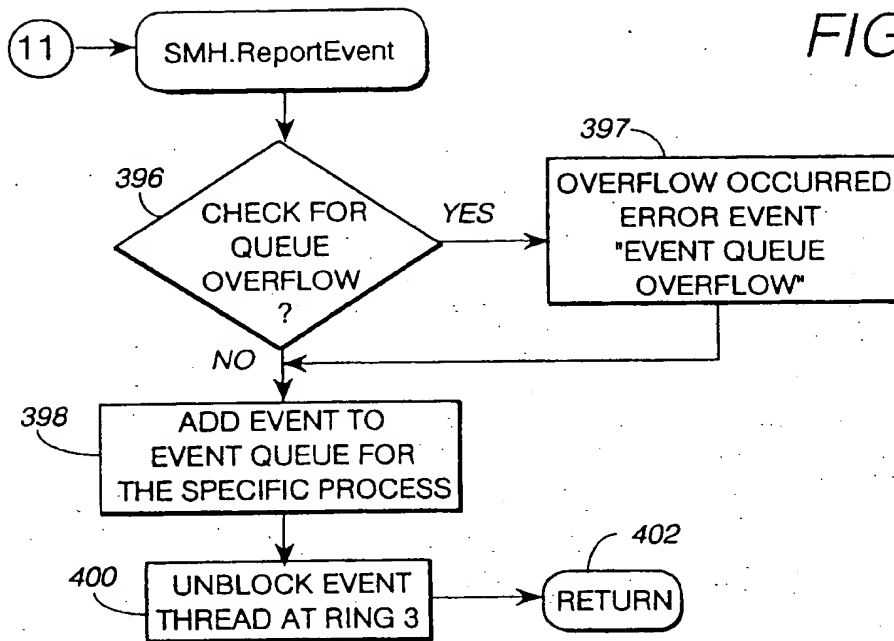 11
SMH.ReportEvent
FIG
396
CHECK FOR
QUEUE
OVERFLOW
?
YES
397
OVERFLOW OCCURRED
ERROR EVENT
"EVENT QUEUE
OVERFLOW"
NO
398
ADD EVENT TO
EVENT QUEUE FOR
THE SPECIFIC PROCESS
400
UNBLOCK EVENT
THREAD AT RING 3
402
RETURN